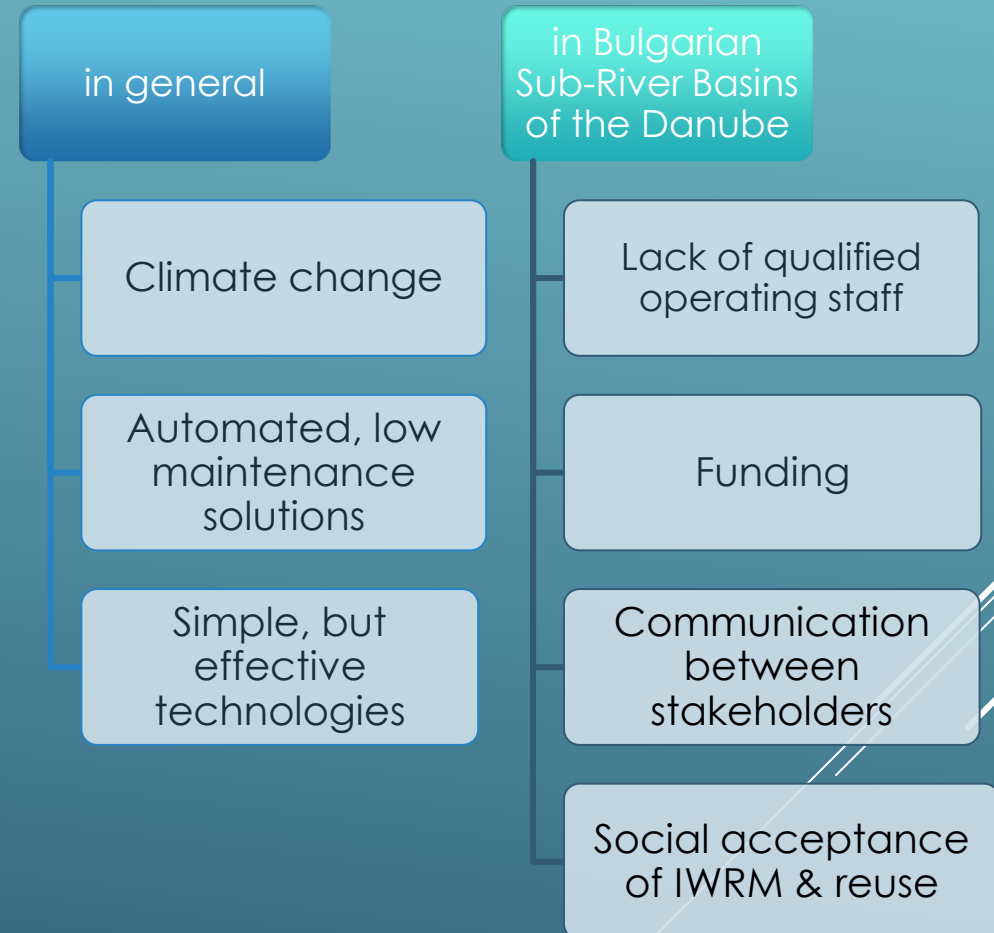 in general
Climate change
Automated, low
maintenance
solutions
Simple, but
effective
technologies
in Bulgarian
Sub-River Basins
of the Danube
Lack of qualified
operating staff
Funding
Communication
between
stakeholders
Social acceptance
of IWRM & reuse